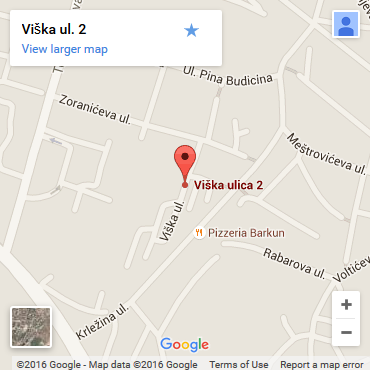 Viška ul. 2
View larger map
Ul. Pina Budicina
Zoranićeva ul.
Meštrovićeva ul.
Viška ulica 2
Viška ul.
Pizzeria Barkun
Rabarova ul.
Krležina ul.
+
−
Google
©2016 Google - Map data ©2016 Google Terms of Use Report a map error